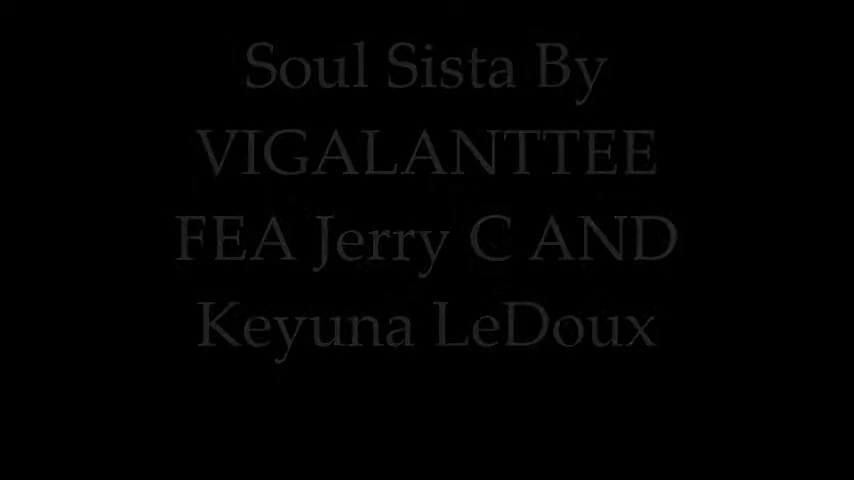 Soul Sista By
VIGALANTTEE
FEA Jerry C AND
Keyuna LeDoux